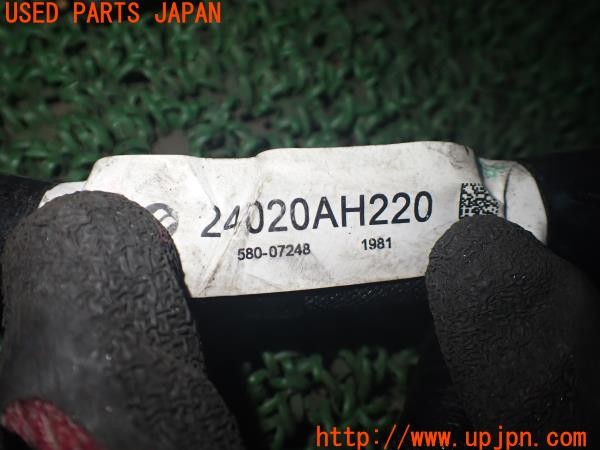 USED PARTS JAPAN
24020AH220
580-07248 1981
http://www.upjpn.com